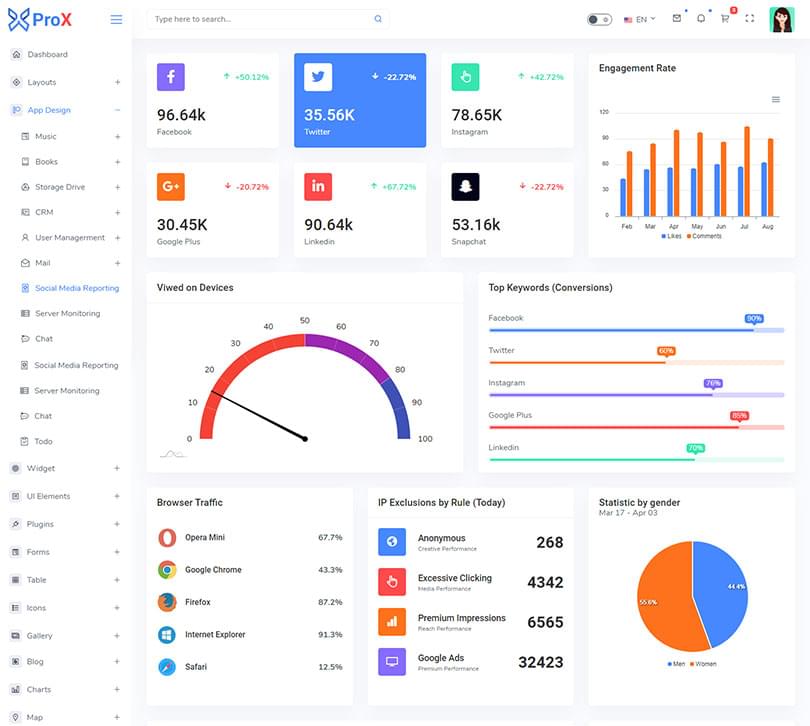 ProX
Type here to search...
EN
8
Dashboard
Layouts +
App Design −
Music +
Books +
Storage Drive +
CRM +
User Management +
Mail +
Social Media Reporting
Server Monitoring
Chat
Social Media Reporting
Server Monitoring
Chat
Todo
Widget +
UI Elements +
Plugins +
Forms +
Table +
Icons +
Gallery +
Blog +
Charts +
Map +
+50.12%
96.64k
Facebook
-22.72%
35.56K
Twitter
+42.72%
78.65K
Instagram
G+
-20.72%
30.45K
Google Plus
in
+67.72%
90.64k
Linkedin
-22.72%
53.16k
Snapchat
Engagement Rate
120
90
60
30
0
Feb Mar Apr May Jun Jul Aug
Likes Comments
Viwed on Devices
0 10 20 30 40 50 60 70 80 90 100
Top Keywords (Conversions)
Facebook
90%
Twitter
60%
Instagram
76%
Google Plus
85%
Linkedin
70%
Browser Traffic
Opera Mini 67.7%
Google Chrome 43.3%
Firefox 87.2%
Internet Explorer 91.3%
Safari 12.5%
IP Exclusions by Rule (Today)
Anonymous
Creative Performance
268
Excessive Clicking
Media Performance
4342
Premium Impressions
Reach Performance
6565
Google Ads
Premium Performance
32423
Statistic by gender
Mar 17 - Apr 03
44.4%
55.6%
Men Women